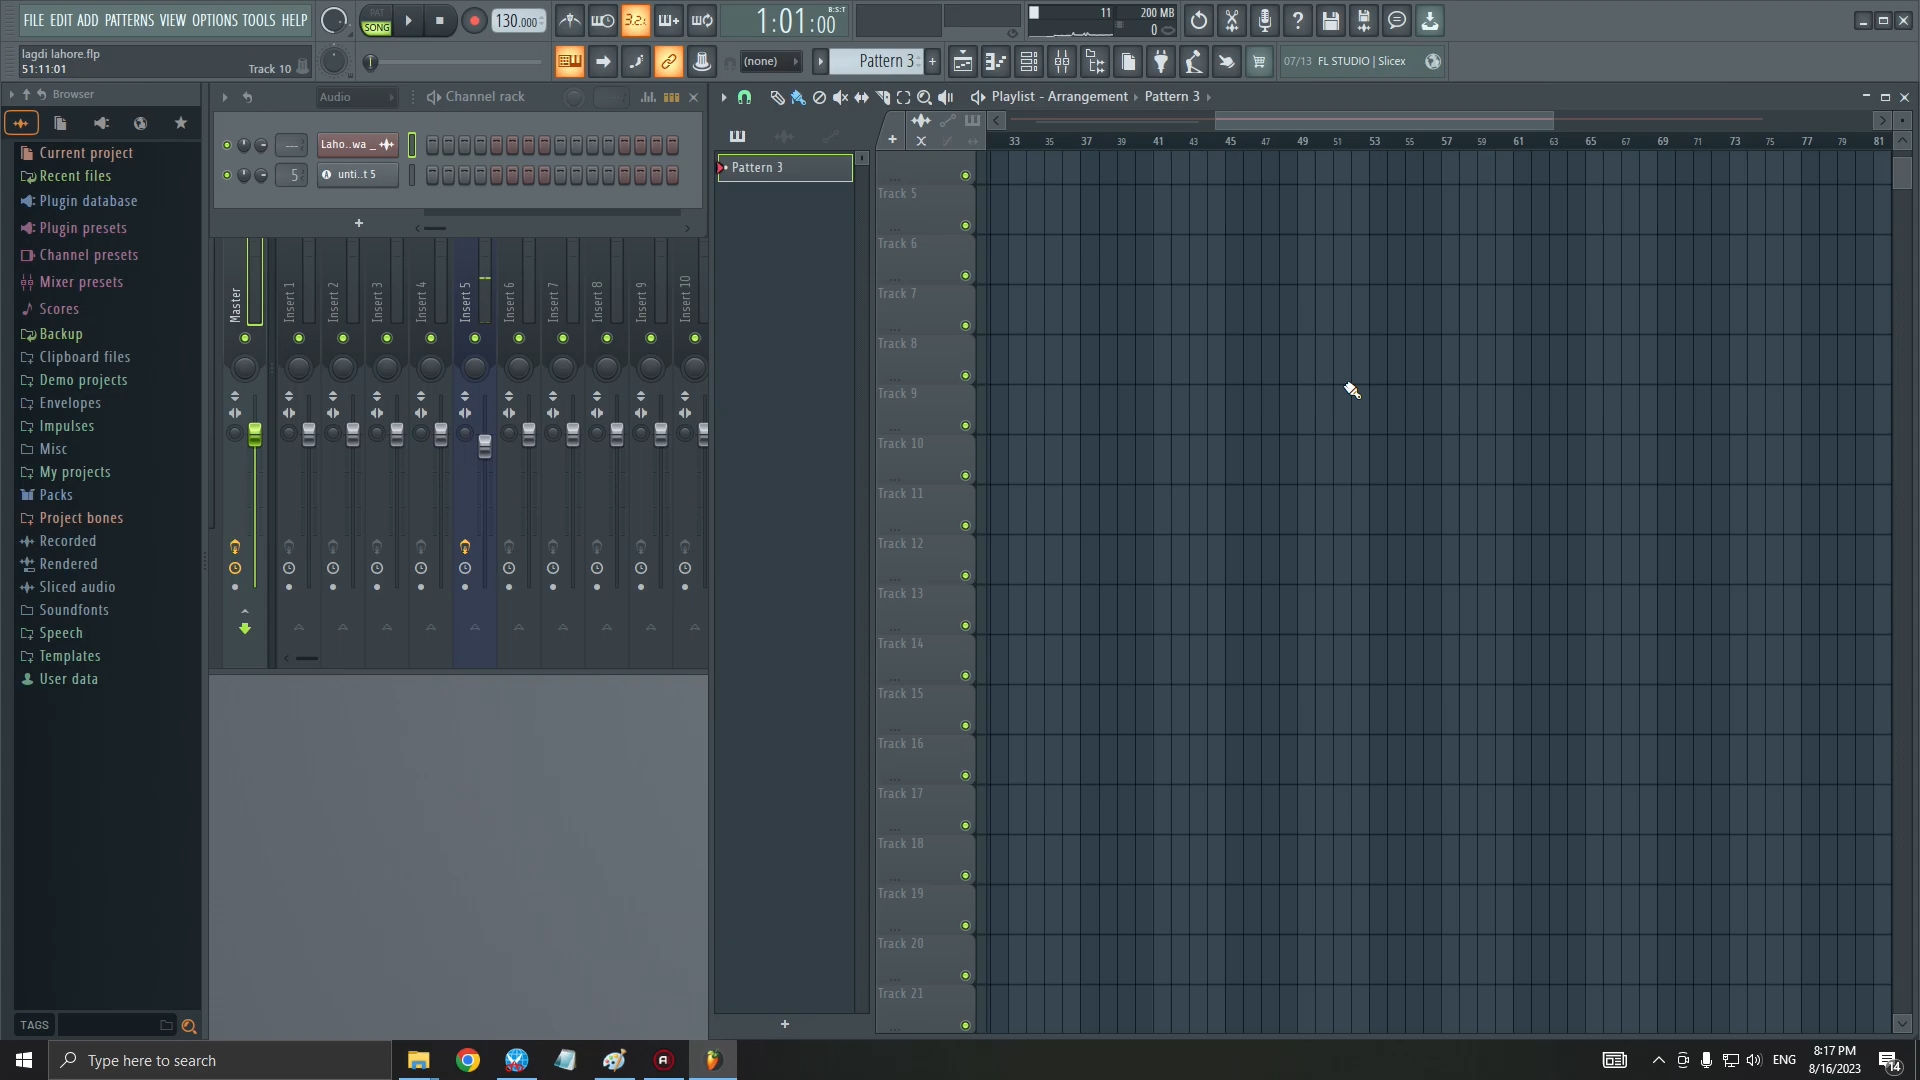 FILE EDIT ADD PATTERNS VIEW OPTIONS TOOLS HELP
PAT
SONG
130.000
3.2.
1:01:00
B:S:T
11
200 MB
0
lagdi lahore.flp
51:11:01
Track 10
(none)
Pattern 3
+
07/13 FL STUDIO | Slicex
Browser
Audio
Channel rack
Playlist - Arrangement
Pattern 3
Current project
Recent files
Plugin database
Plugin presets
Channel presets
Mixer presets
Scores
Backup
Clipboard files
Demo projects
Envelopes
Impulses
Misc
My projects
Packs
Project bones
Recorded
Rendered
Sliced audio
Soundfonts
Speech
Templates
User data
TAGS
---
Laho..wa _
5
unti..t 5
+
Master
Insert 1
Insert 2
Insert 3
Insert 4
Insert 5
Insert 6
Insert 7
Insert 8
Insert 9
Insert 10
Pattern 3
+
33 35 37 39 41 43 45 47 49 51 53 55 57 59 61 63 65 67 69 71 73 75 77 79 81
...
Track 5
...
Track 6
...
Track 7
...
Track 8
...
Track 9
...
Track 10
...
Track 11
...
Track 12
...
Track 13
...
Track 14
...
Track 15
...
Track 16
...
Track 17
...
Track 18
...
Track 19
...
Track 20
...
Track 21
...
Type here to search
ENG
8:17 PM
8/16/2023
14